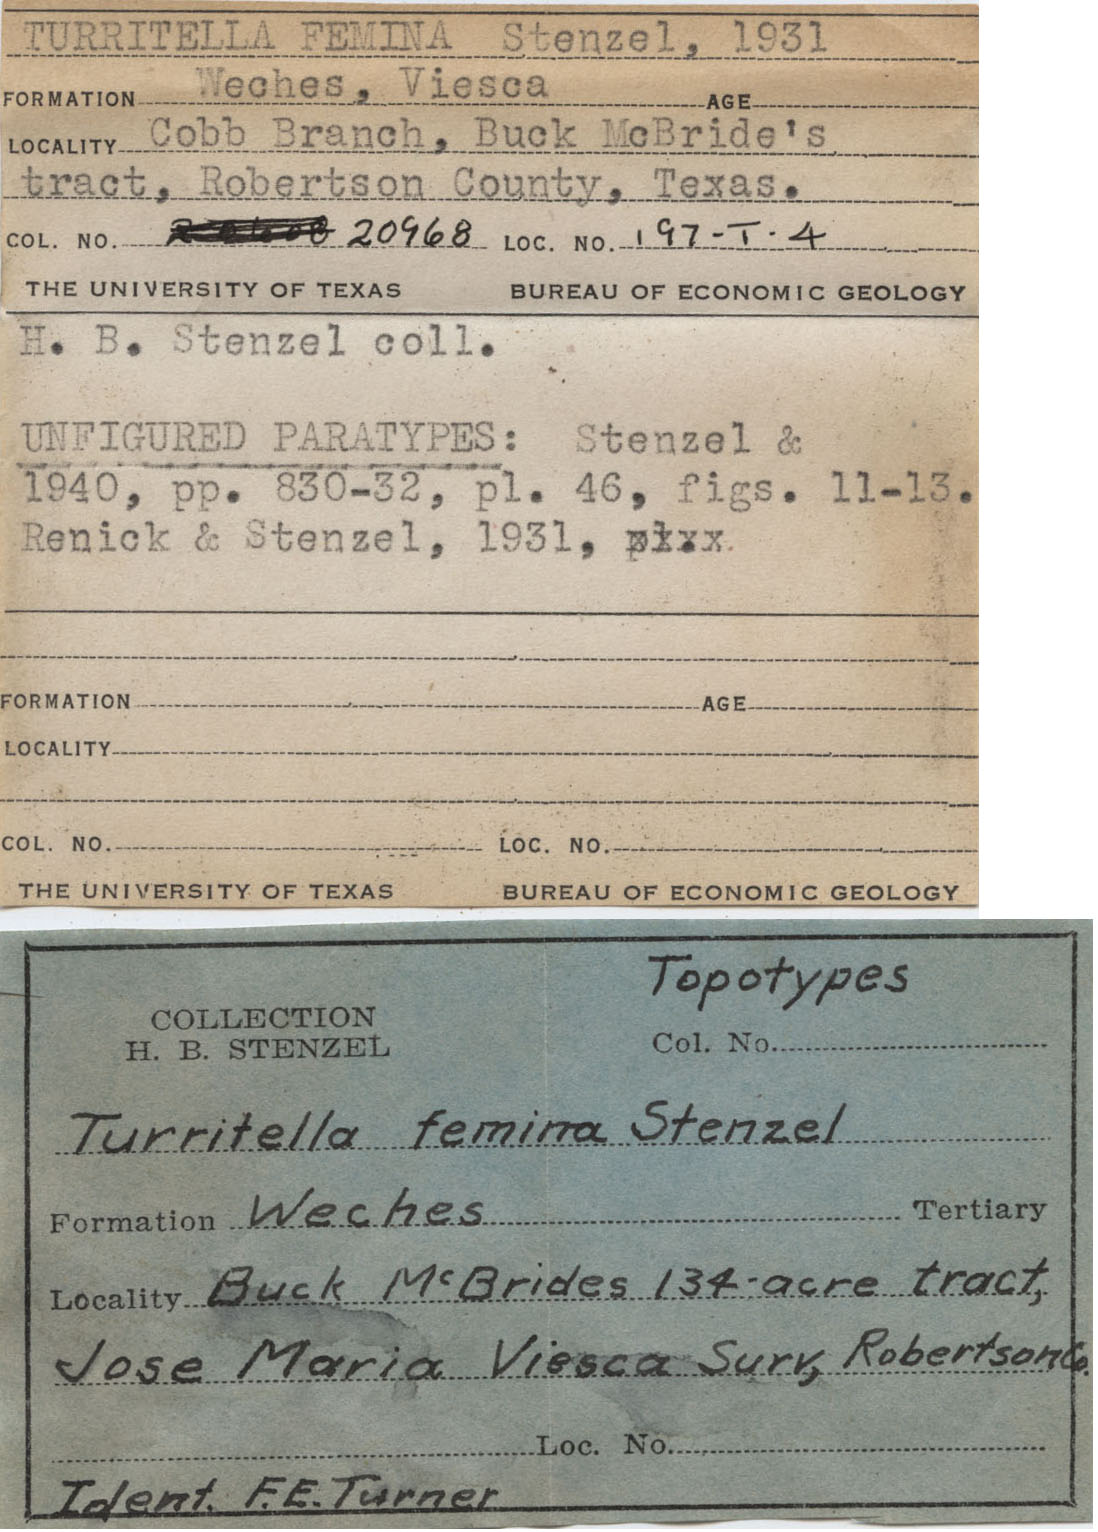 TURRITELLA FEMINA Stenzel, 1931
FORMATION Weches, Viesca AGE
LOCALITY Cobb Branch, Buck McBride's
tract, Robertson County, Texas.
COL. NO. 20968 LOC. NO. 197-T-4
THE UNIVERSITY OF TEXAS BUREAU OF ECONOMIC GEOLOGY
H. B. Stenzel coll.
UNFIGURED PARATYPES: Stenzel &
1940, pp. 830-32, pl. 46, figs. 11-13.
Renick & Stenzel, 1931,
FORMATION AGE
LOCALITY
COL. NO. LOC. NO.
THE UNIVERSITY OF TEXAS BUREAU OF ECONOMIC GEOLOGY
Topotypes
COLLECTION
H. B. STENZEL
Col. No.
Turritella femina Stenzel
Formation Weches Tertiary
Locality Buck McBrides 134-acre tract,
Jose Maria Viesca Surv, Robertson Co.
Loc. No.
Ident. F.E. Turner